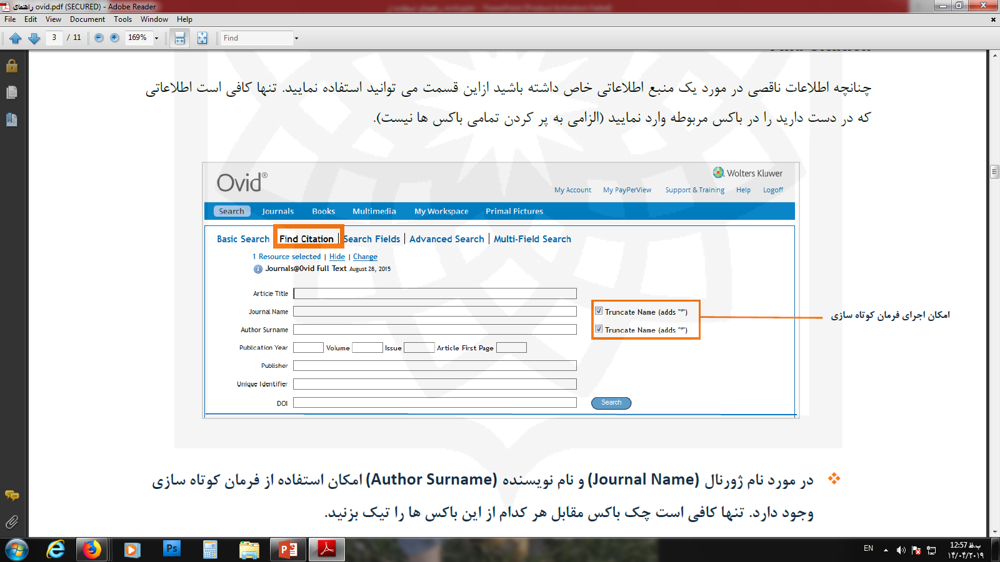 راهنمای ovid.pdf (SECURED) - Adobe Reader
File Edit View Document Tools Window Help
3 / 11 169% Find
چنانچه اطلاعات ناقصی در مورد یک منبع اطلاعاتی خاص داشته باشید ازاین قسمت می توانید استفاده نمایید. تنها کافی است اطلاعاتی
که در دست دارید را در باکس مربوطه وارد نمایید (الزامی به پر کردن تمامی باکس ها نیست).
Ovid®
Wolters Kluwer
My Account My PayPerView Support & Training Help Logoff
Search Journals Books Multimedia My Workspace Primal Pictures
Basic Search Find Citation | Search Fields | Advanced Search | Multi-Field Search
1 Resource selected | Hide | Change
Journals@Ovid Full Text August 28, 2015
Article Title
Journal Name Truncate Name (adds "*")
امکان اجرای فرمان کوتاه سازی
Author Surname Truncate Name (adds "*")
Publication Year Volume Issue Article First Page
Publisher
Unique Identifier
DOI Search
در مورد نام ژورنال (Journal Name) و نام نویسنده (Author Surname) امکان استفاده از فرمان کوتاه سازی
وجود دارد. تنها کافی است چک باکس مقابل هر کدام از این باکس ها را تیک بزنید.
Ps
EN
12:57 ب.ظ
۱۴/۰۴/۲۰۱۹